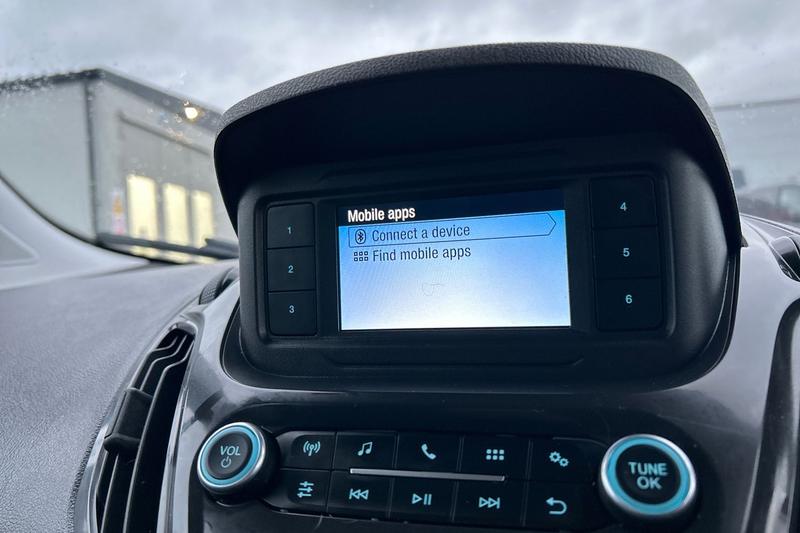 Mobile apps
Connect a device
Find mobile apps
1
2
3
4
5
6
VOL
TUNE
OK